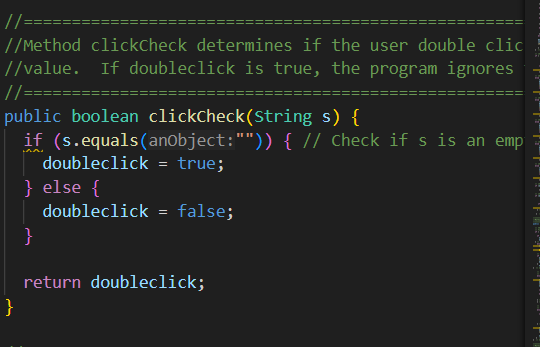 //================================================
//Method clickCheck determines if the user double clic
//value.  If doubleclick is true, the program ignores
//================================================
public boolean clickCheck(String s) {
  if (s.equals(anObject:"")) { // Check if s is an emp
    doubleclick = true;
  } else {
    doubleclick = false;
  }
  return doubleclick;
}